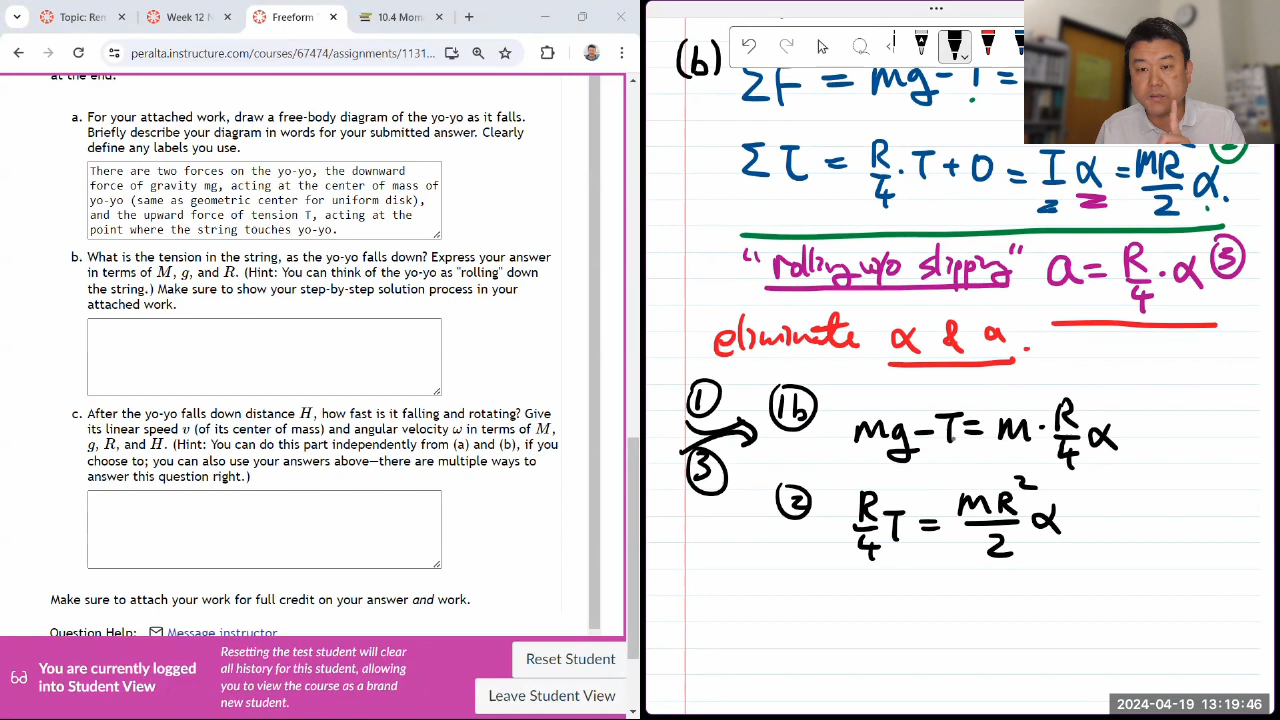 Topic: Rem
Week 12
Freeform
10.4 Mom
peralta.instructure.com/courses/67474/assignments/1131
at the end.
a. For your attached work, draw a free-body diagram of the yo-yo as it falls.
Briefly describe your diagram in words for your submitted answer. Clearly
define any labels you use.
There are two forces on the yo-yo, the downward
force of gravity mg, acting at the center of mass of
yo-yo (same as geometric center for uniform disk),
and the upward force of tension T, acting at the
point where the string touches yo-yo.
b. What is the tension in the string, as the yo-yo falls down? Express your answer
in terms of M, g, and R. (Hint: You can think of the yo-yo as "rolling" down
the string.) Make sure to show your step-by-step solution process in your
attached work.
c. After the yo-yo falls down distance H, how fast is it falling and rotating? Give
its linear speed v (of its center of mass) and angular velocity ω in terms of M,
g, R, and H. (Hint: You can do this part independently from (a) and (b), if you
choose to; you can also use your answers above—there are multiple ways to
answer this question right.)
Make sure to attach your work for full credit on your answer and work.
Question Help: Message instructor
You are currently logged
into Student View
Resetting the test student will clear
all history for this student, allowing
you to view the course as a brand
new student.
Reset Student
Leave Student View
(b)
ΣF = mg - T =
Στ = R/4 · T + 0 = I α = MR²/2 α
"rolling w/o slipping" a = R/4 · α ③
eliminate α & a.
① ①b mg - T = m · R/4 α
③
② R/4 T = MR²/2 α
2024-04-19 13:19:46